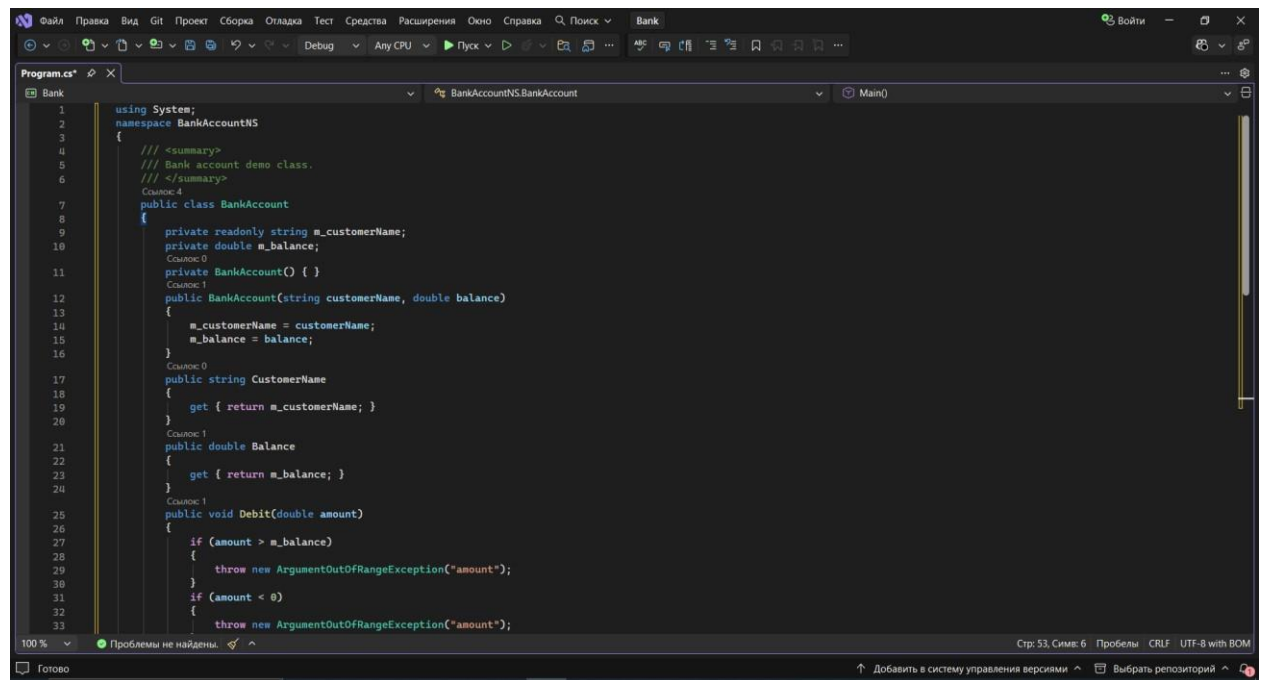 Файл Правка Вид Git Проект Сборка Отладка Тест Средства Расширения Окно Справка Поиск Bank Войти
Debug Any CPU Пуск
Program.cs*
Bank BankAccountNS.BankAccount Main()
1 using System;
2 namespace BankAccountNS
3 {
4 /// <summary>
5 /// Bank account demo class.
6 /// </summary>
Ссылок: 4
7 public class BankAccount
8 {
9 private readonly string m_customerName;
10 private double m_balance;
Ссылок: 0
11 private BankAccount() { }
Ссылок: 1
12 public BankAccount(string customerName, double balance)
13 {
14 m_customerName = customerName;
15 m_balance = balance;
16 }
Ссылок: 0
17 public string CustomerName
18 {
19 get { return m_customerName; }
20 }
Ссылок: 1
21 public double Balance
22 {
23 get { return m_balance; }
24 }
Ссылок: 1
25 public void Debit(double amount)
26 {
27 if (amount > m_balance)
28 {
29 throw new ArgumentOutOfRangeException("amount");
30 }
31 if (amount < 0)
32 {
33 throw new ArgumentOutOfRangeException("amount");
100 % Проблемы не найдены. Стр: 53, Симв: 6 Пробелы CRLF UTF-8 with BOM
Готово Добавить в систему управления версиями Выбрать репозиторий